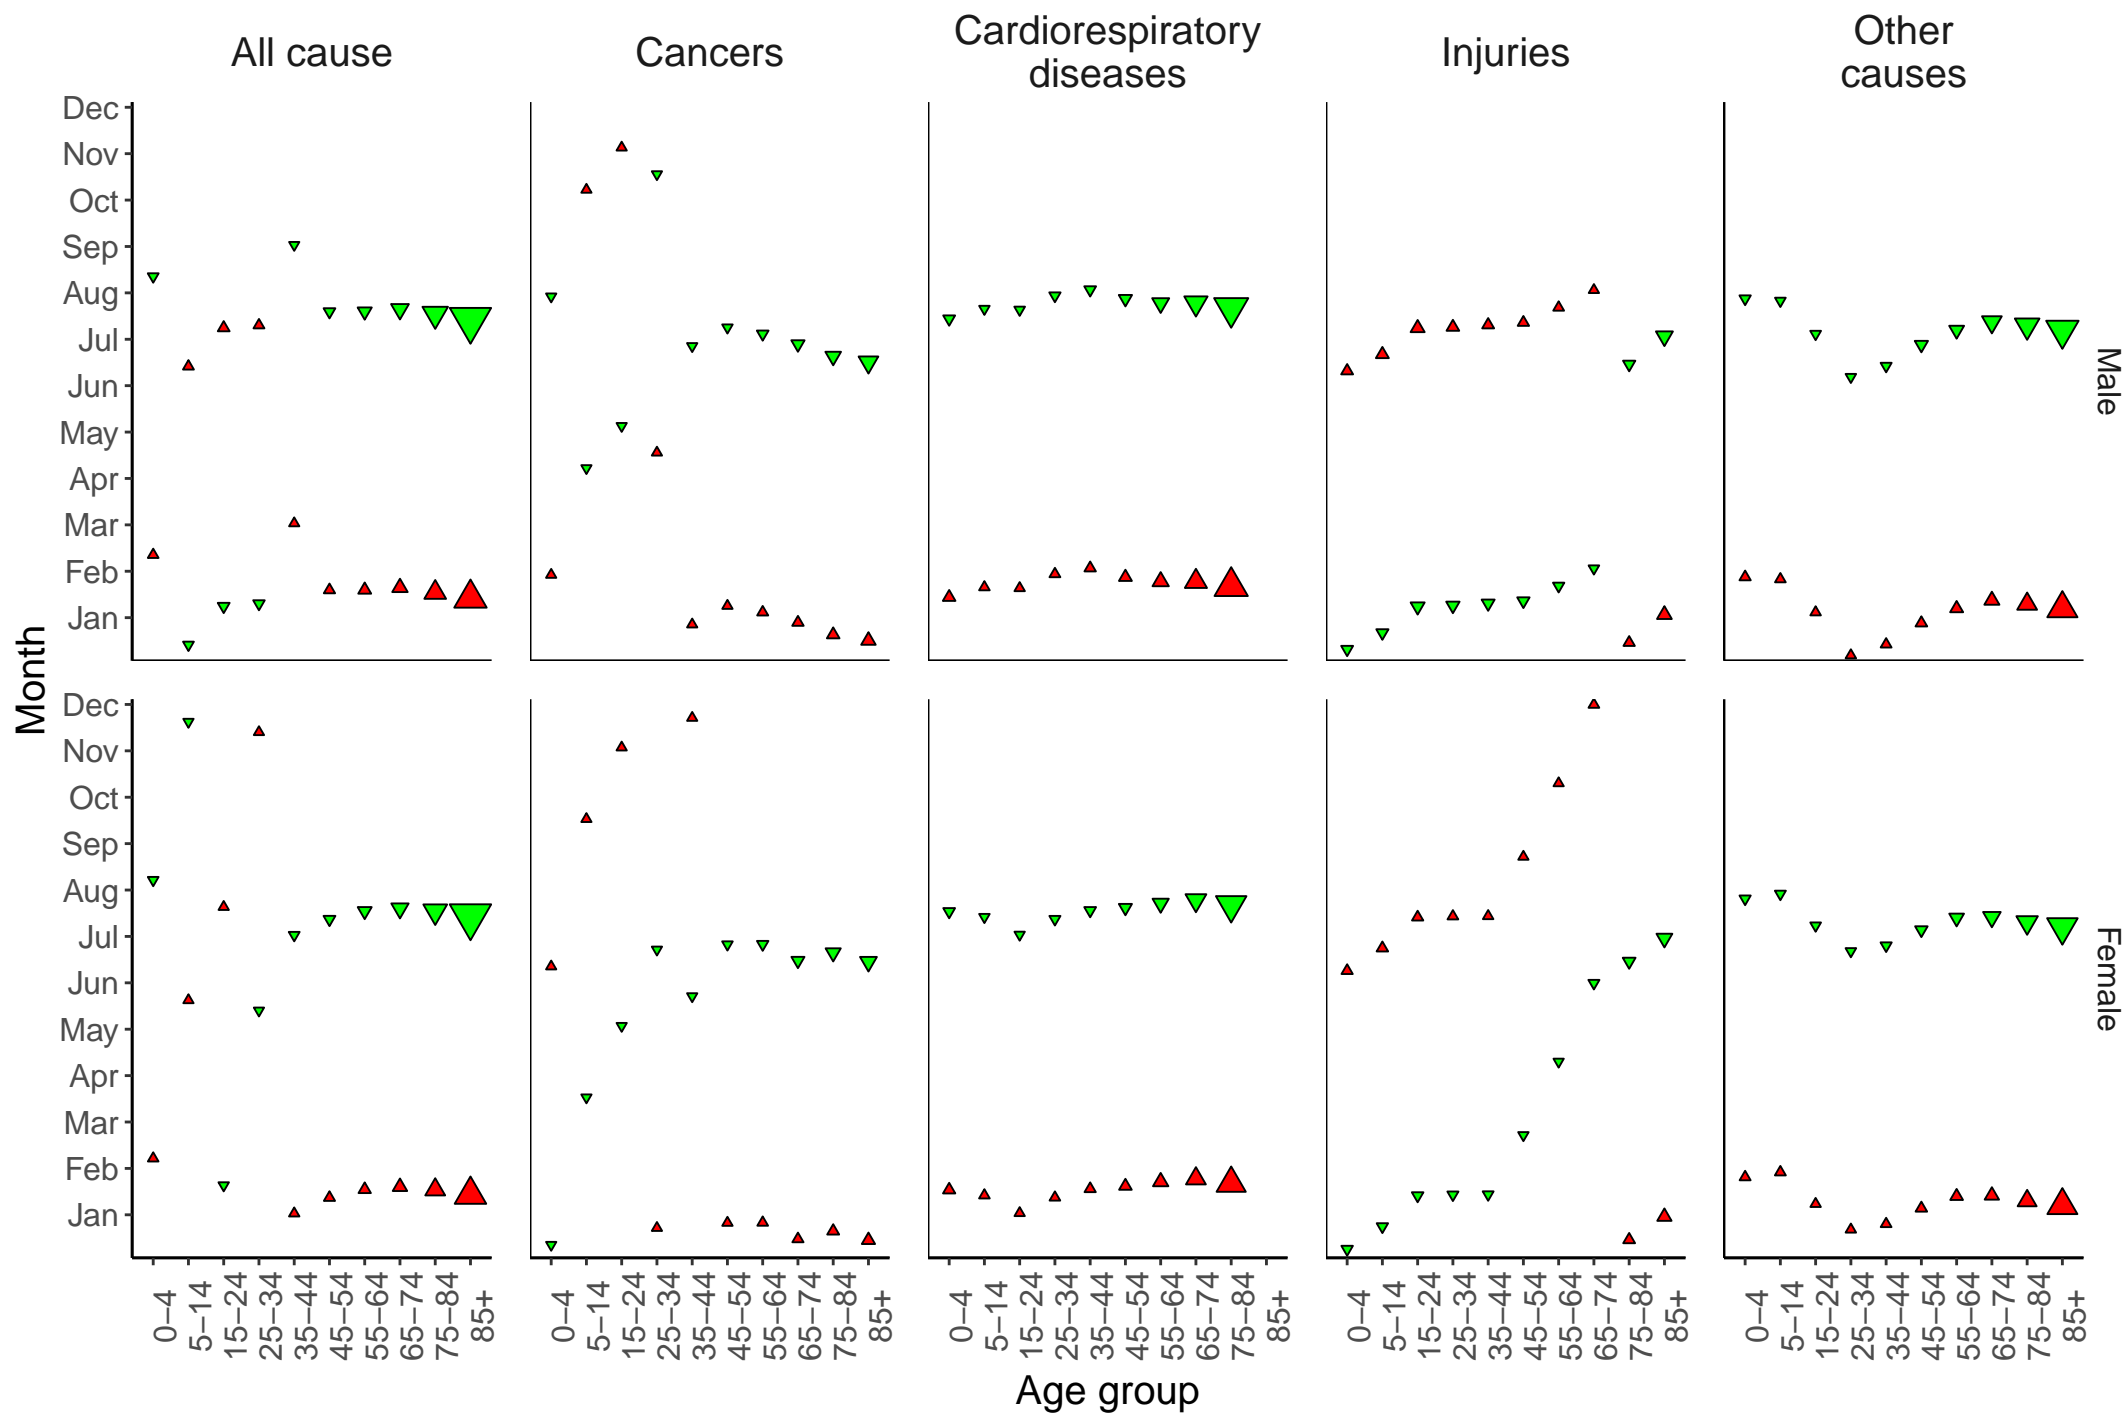 All cause
Cancers
Cardiorespiratory
diseases
Injuries
Other
causes
Month
Dec
Nov
Oct
Sep
Aug
Jul
Jun
May
Apr
Mar
Feb
Jan
Male
Dec
Nov
Oct
Sep
Aug
Jul
Jun
May
Apr
Mar
Feb
Jan
Female
0–4
5–14
15–24
25–34
35–44
45–54
55–64
65–74
75–84
85+
0–4
5–14
15–24
25–34
35–44
45–54
55–64
65–74
75–84
85+
0–4
5–14
15–24
25–34
35–44
45–54
55–64
65–74
75–84
85+
0–4
5–14
15–24
25–34
35–44
45–54
55–64
65–74
75–84
85+
0–4
5–14
15–24
25–34
35–44
45–54
55–64
65–74
75–84
85+
Age group